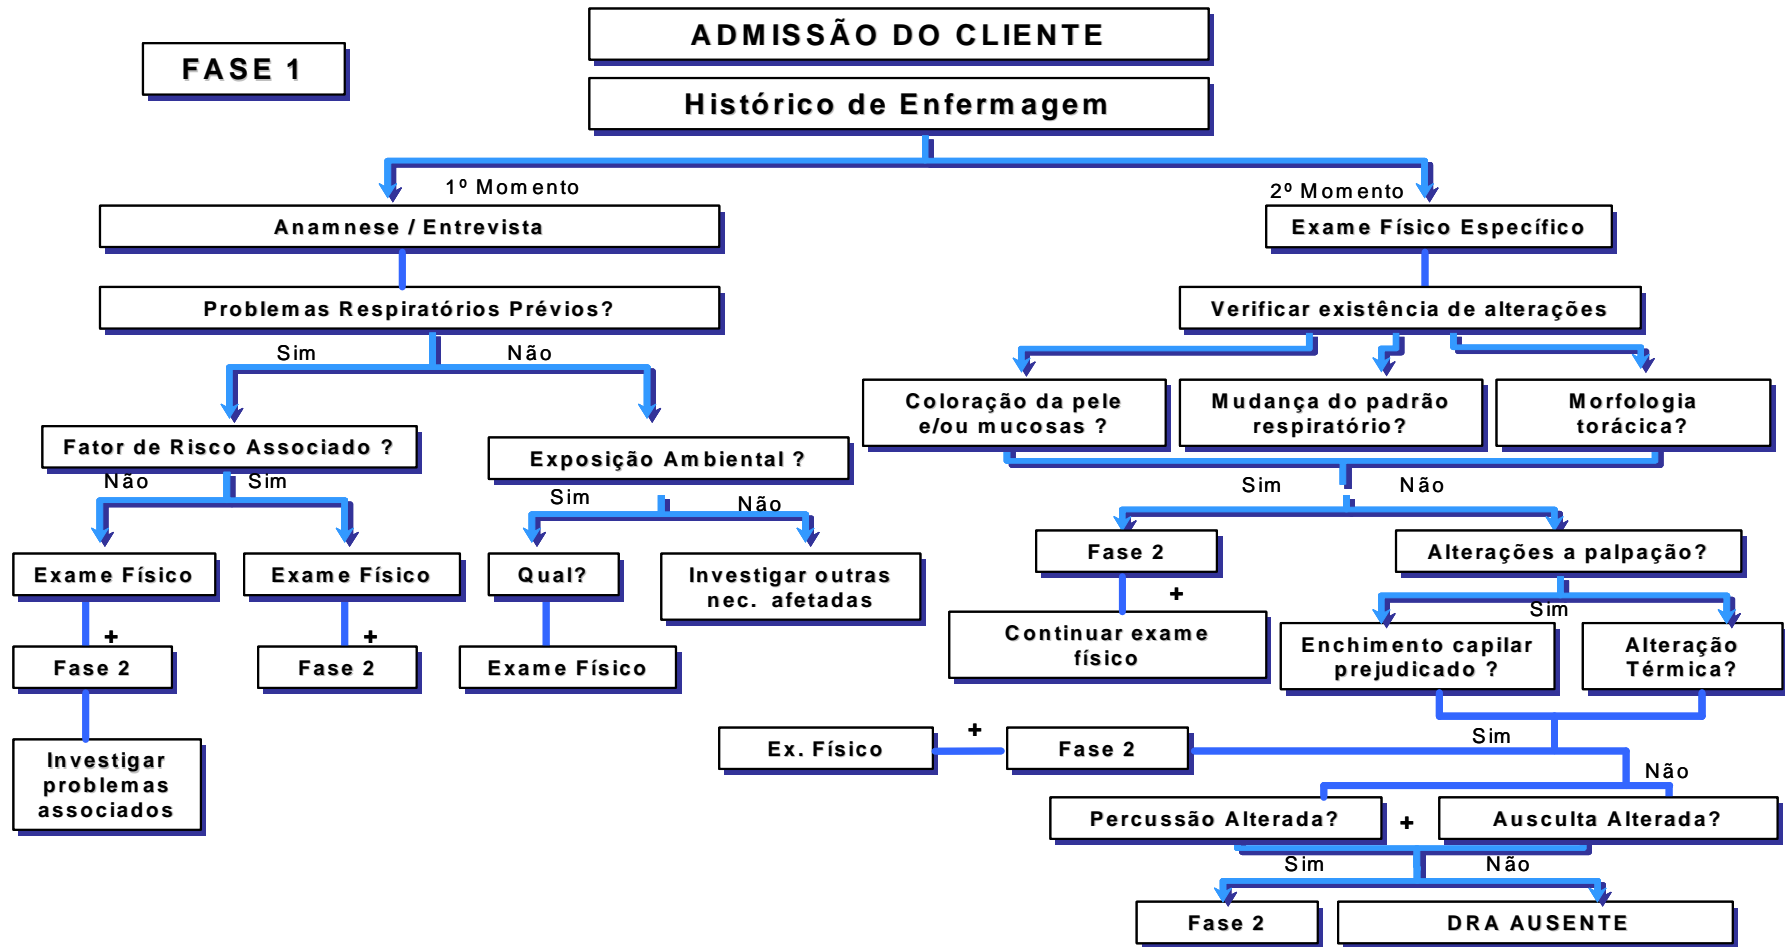 ADMISSÃO DO CLIENTE
FASE 1
Histórico de Enfermagem
1º Momento
2º Momento
Anamnese / Entrevista
Exame Físico Específico
Problemas Respiratórios Prévios?
Verificar existência de alterações
Sim
Não
Coloração da pele
e/ou mucosas ?
Mudança do padrão
respiratório?
Morfologia
torácica?
Fator de Risco Associado ?
Exposição Ambiental ?
Não
Sim
Sim
Não
Sim
Não
Exame Físico
Exame Físico
Qual?
Investigar outras
nec. afetadas
Fase 2
Alterações a palpação?
+
+
+
Sim
Fase 2
Fase 2
Exame Físico
Continuar exame
físico
Enchimento capilar
prejudicado ?
Alteração
Térmica?
Investigar
problemas
associados
Ex. Físico
+
Fase 2
Sim
Não
Percussão Alterada?
+
Ausculta Alterada?
Sim
Não
Fase 2
DRA AUSENTE